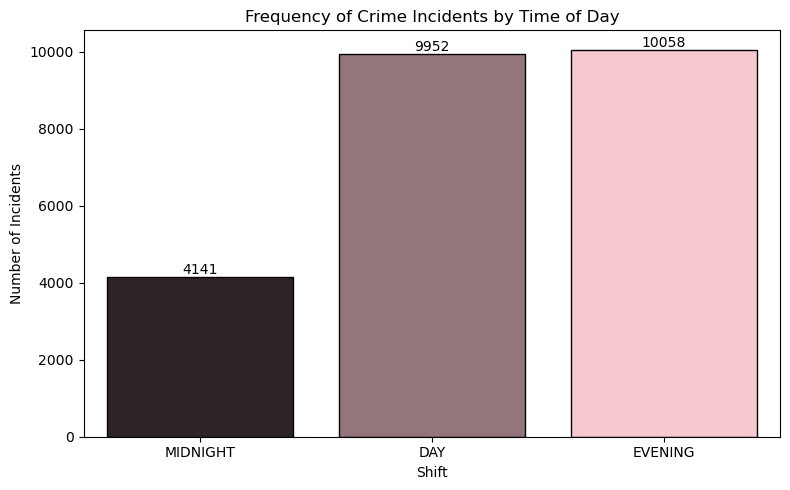 Frequency of Crime Incidents by Time of Day
Number of Incidents
10000
8000
6000
4000
2000
0
4141
9952
10058
MIDNIGHT
DAY
EVENING
Shift